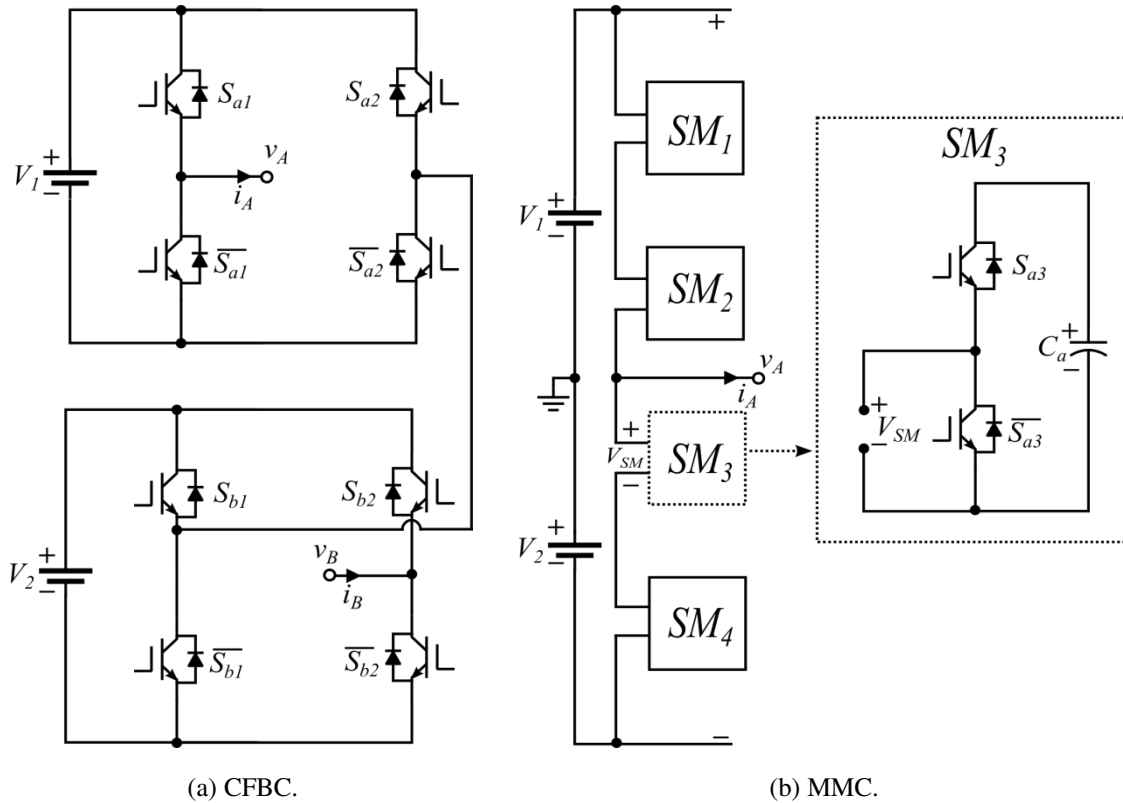 S_{a1}
S_{a2}
v_A
i_A
V_1
+
−
\overline{S_{a1}}
\overline{S_{a2}}
S_{b1}
S_{b2}
v_B
i_B
V_2
+
−
\overline{S_{b1}}
\overline{S_{b2}}
(a) CFBC.
+
SM_1
V_1
+
−
SM_2
v_A
i_A
+
V_{SM}
−
SM_3
V_2
+
−
SM_4
−
SM_3
S_{a3}
C_a
+
−
+
V_{SM}
−
\overline{S_{a3}}
(b) MMC.